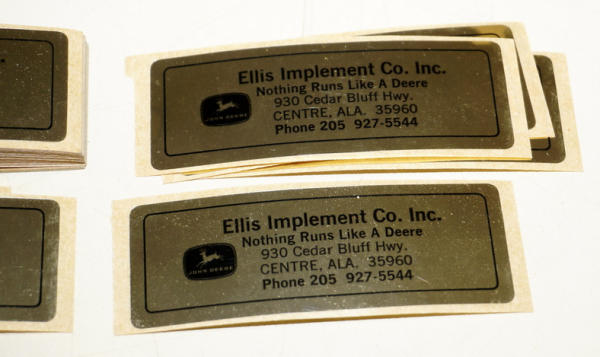 Ellis Implement Co. Inc.
Nothing Runs Like A Deere
930 Cedar Bluff Hwy.
CENTRE, ALA. 35960
Phone 205 927-5544
JOHN DEERE
Ellis Implement Co. Inc.
Nothing Runs Like A Deere
930 Cedar Bluff Hwy.
CENTRE, ALA. 35960
Phone 205 927-5544
JOHN DEERE